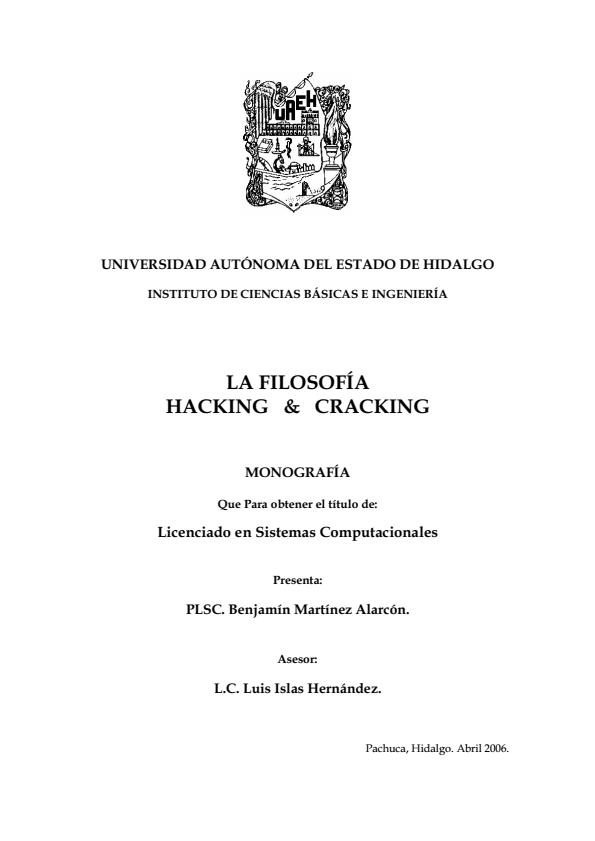 UAEH
UNIVERSIDAD AUTÓNOMA DEL ESTADO DE HIDALGO
INSTITUTO DE CIENCIAS BÁSICAS E INGENIERÍA
LA FILOSOFÍA
HACKING & CRACKING
MONOGRAFÍA
Que Para obtener el título de:
Licenciado en Sistemas Computacionales
Presenta:
PLSC. Benjamín Martínez Alarcón.
Asesor:
L.C. Luis Islas Hernández.
Pachuca, Hidalgo. Abril 2006.